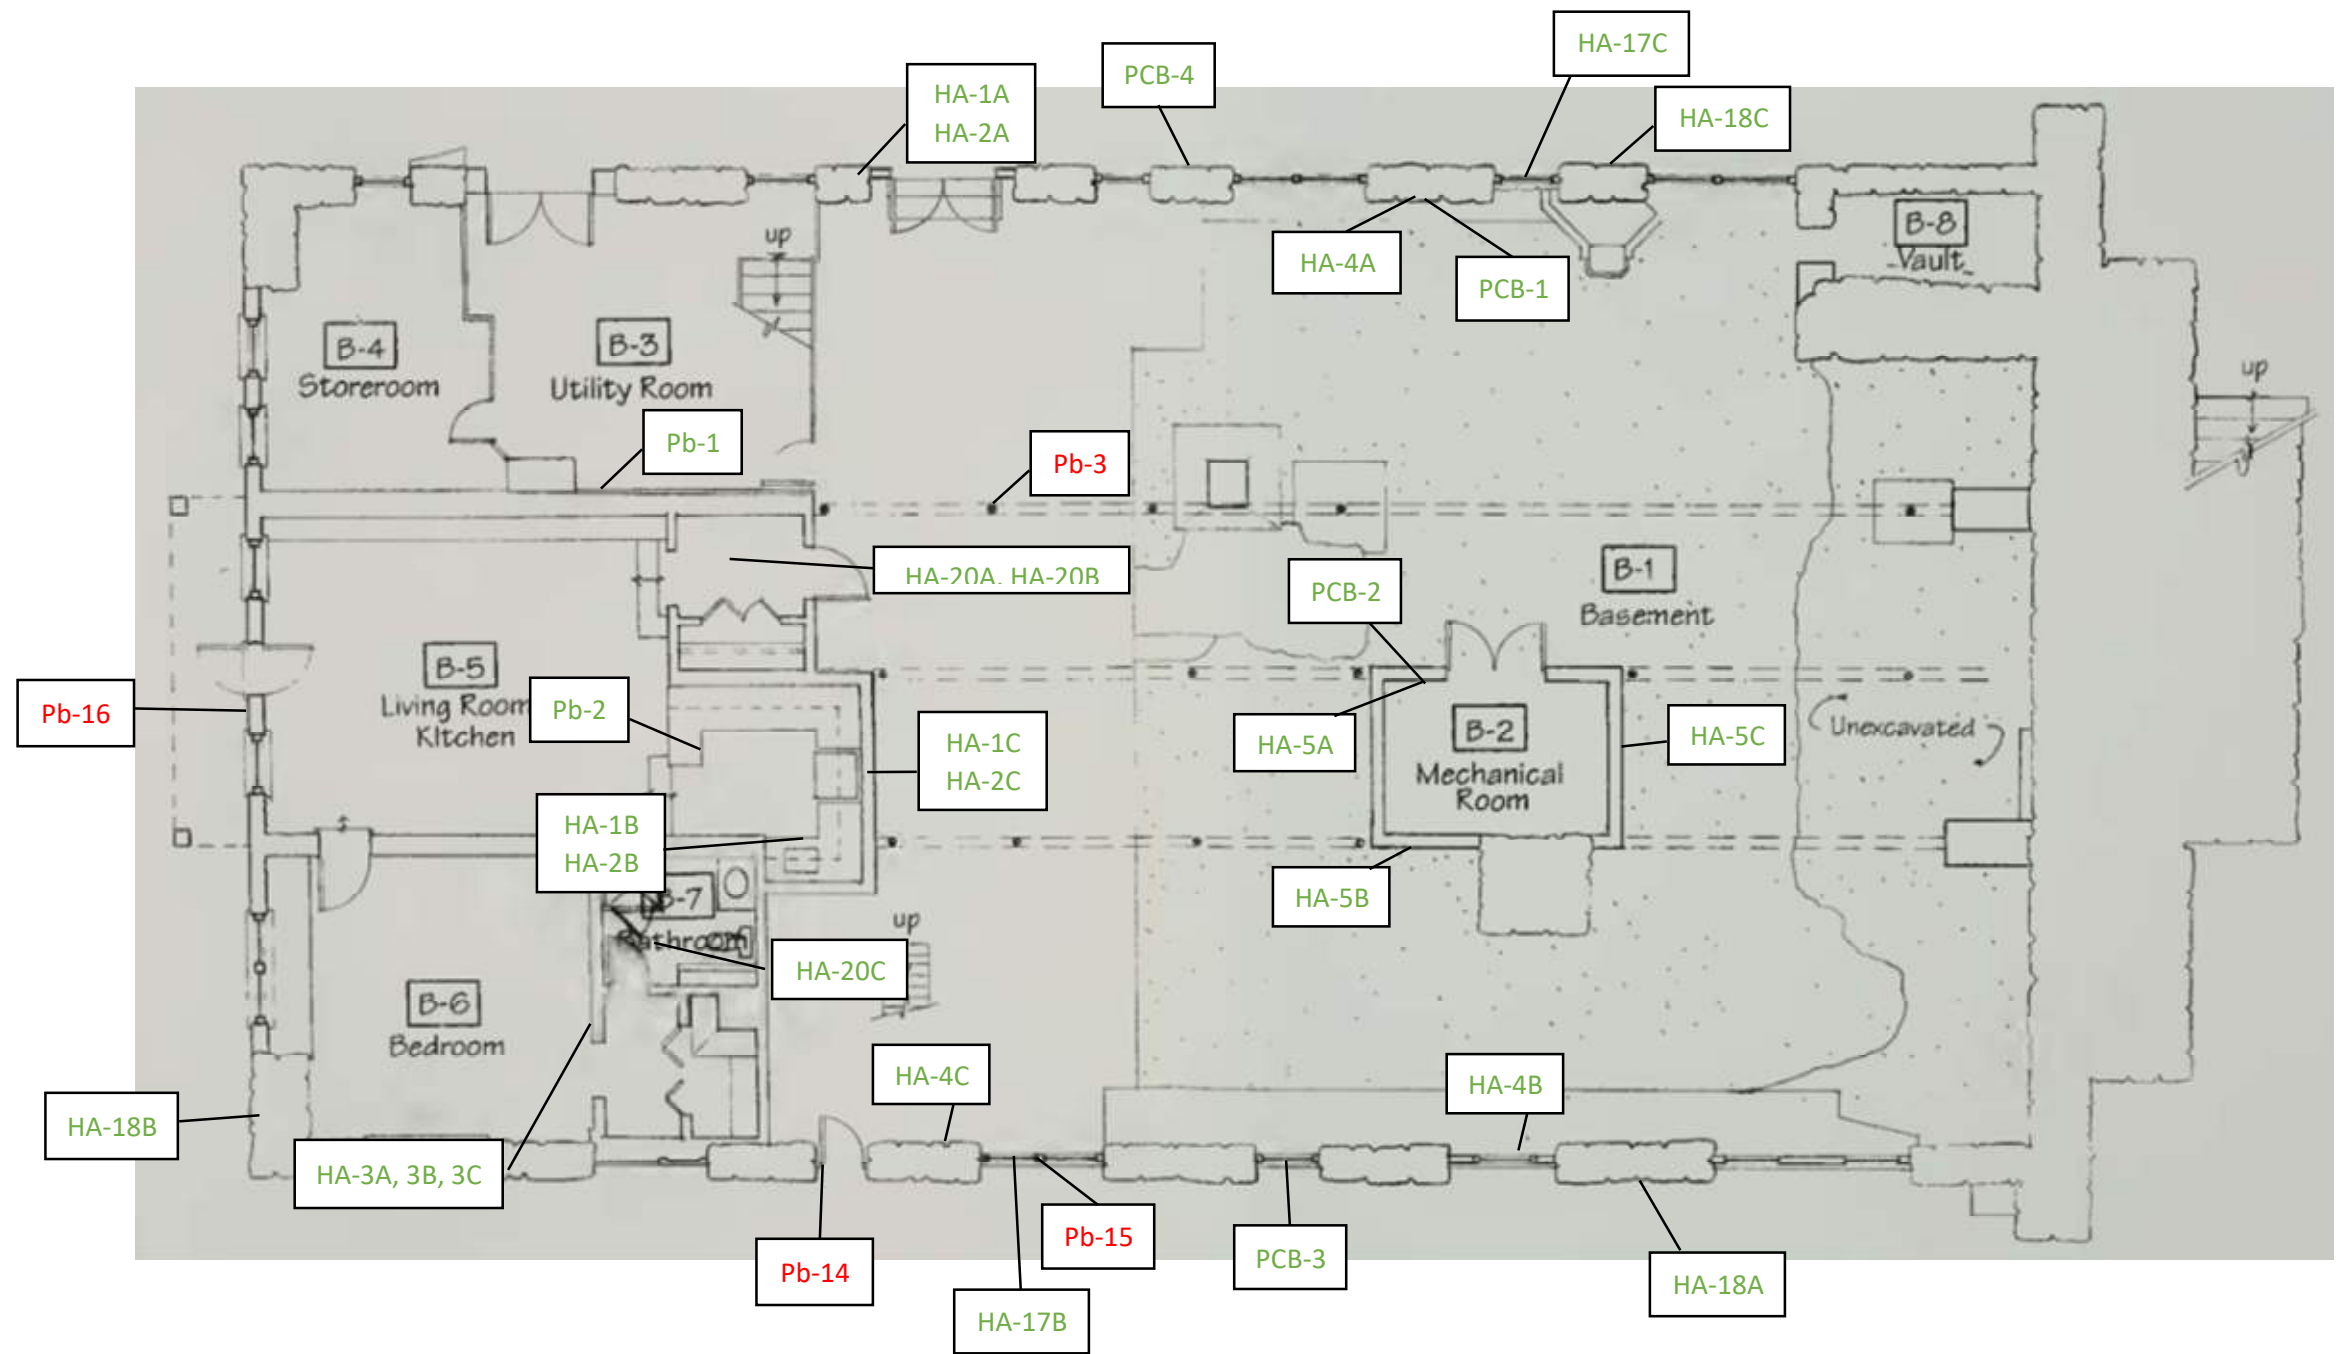 HA-17C
PCB-4
HA-1A
HA-2A
HA-18C
B-8
Vault
up
HA-4A
PCB-1
B-4
Storeroom
B-3
Utility Room
up
Pb-1
Pb-3
HA-20A, HA-20B
B-1
Basement
PCB-2
B-5
Living Room
Kitchen
Pb-2
Pb-16
HA-1C
HA-2C
HA-5A
B-2
Mechanical
Room
HA-5C
Unexcavated
HA-1B
HA-2B
B-7
Bathroom
HA-5B
up
HA-20C
B-6
Bedroom
HA-4C
HA-4B
HA-18B
HA-3A, 3B, 3C
Pb-14
Pb-15
PCB-3
HA-18A
HA-17B